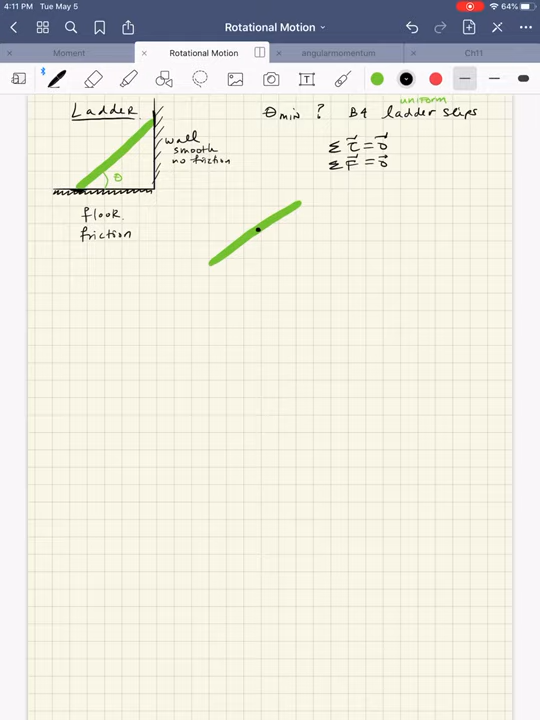 4:11 PM Tue May 5
64%
Rotational Motion
Moment
Rotational Motion
angularmomentum
Ch11
T
Ladder
θ
wall
smooth
no friction
floor
friction
uniform
θmin ? B4 ladder slips
Σ τ⃗ = 0⃗
Σ F⃗ = 0⃗